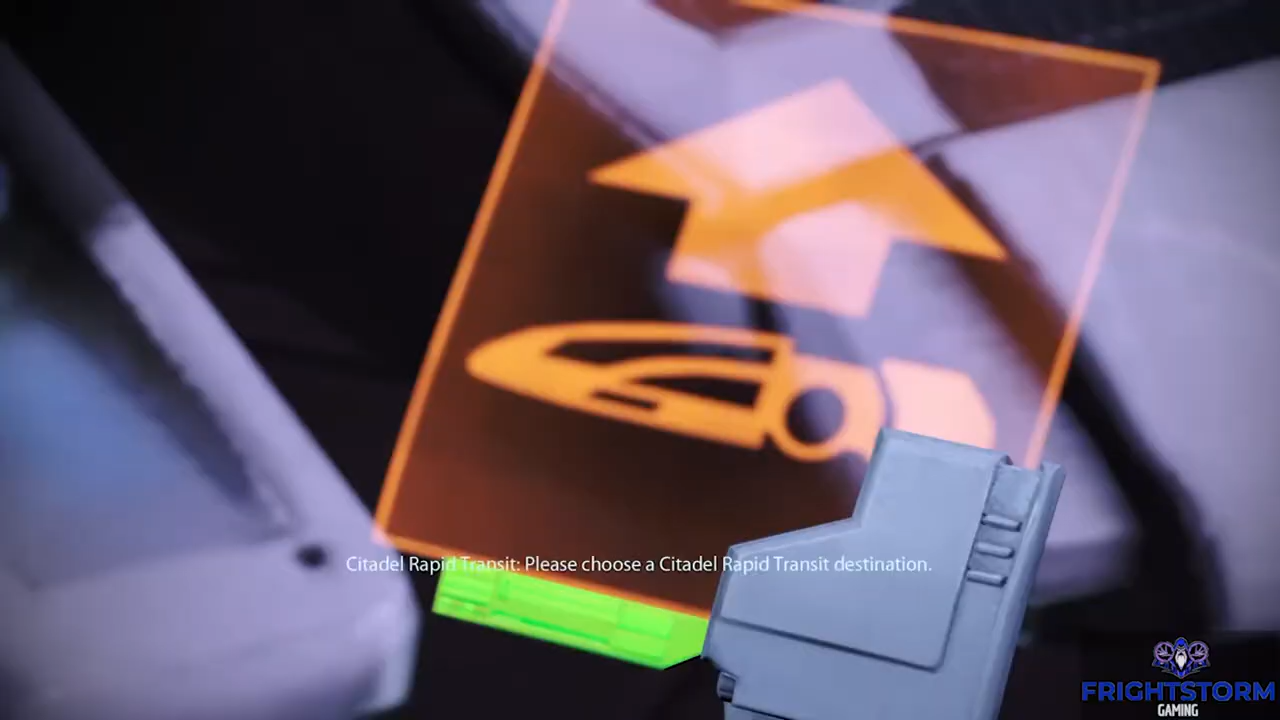 Citadel Rapid Transit: Please choose a Citadel Rapid Transit destination.
FRIGHTSTORM
GAMING